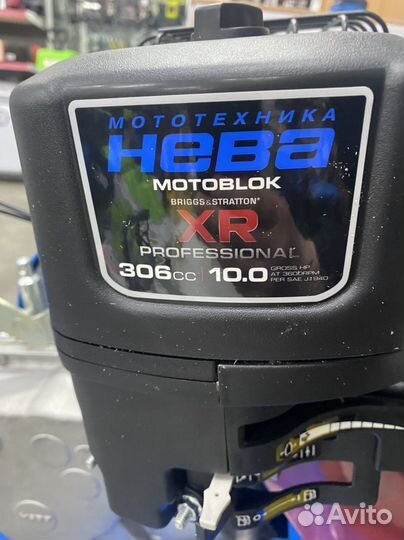 МОТОТЕХНИКА
НЕВА
MOTOBLOK
BRIGGS&STRATTON®
XR
PROFESSIONAL
306CC 10.0 GROSS HP
AT 3600RPM
PER SAE J1940
Avito